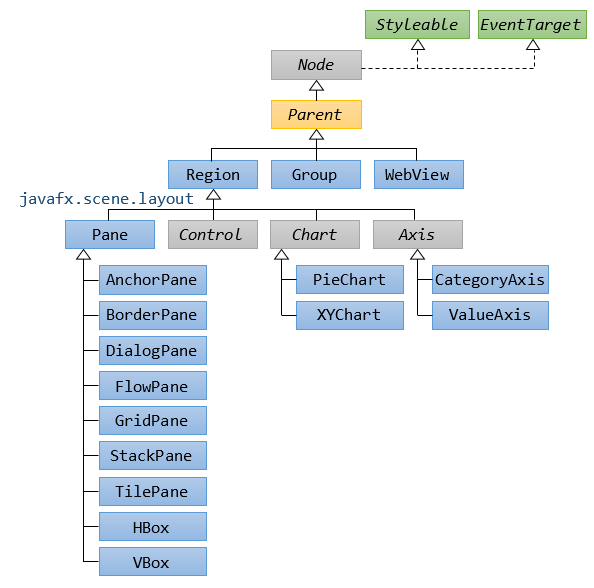 Styleable EventTarget
Node
Parent
Region Group WebView
javafx.scene.layout
Pane Control Chart Axis
AnchorPane PieChart CategoryAxis
BorderPane XYChart ValueAxis
DialogPane
FlowPane
GridPane
StackPane
TilePane
HBox
VBox